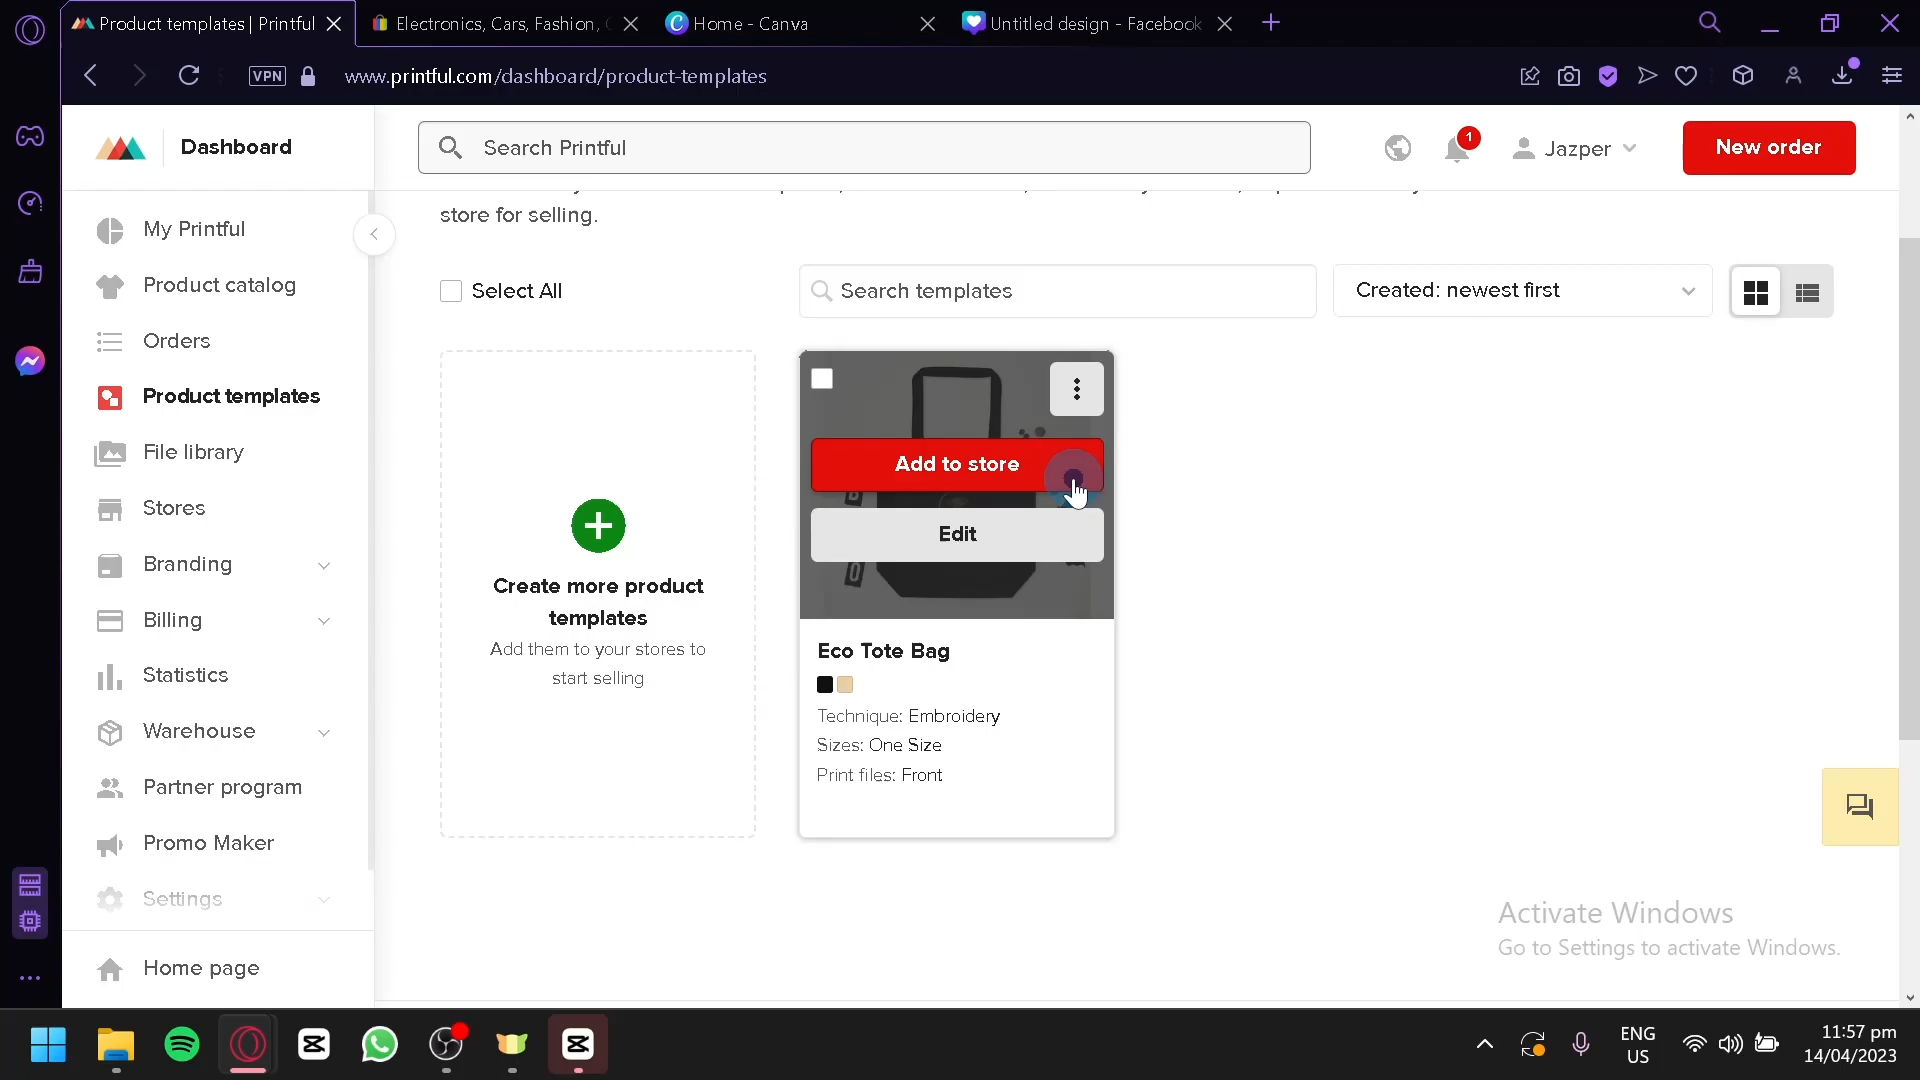 Product templates | Printful
Electronics, Cars, Fashion,
Home - Canva
Untitled design - Facebook
VPN
www.printful.com/dashboard/product-templates
Dashboard
Search Printful
1
Jazper
New order
My Printful
Product catalog
Orders
Product templates
File library
Stores
Branding
Billing
Statistics
Warehouse
Partner program
Promo Maker
Settings
Home page
store for selling.
Select All
Search templates
Created: newest first
Create more product
templates
Add them to your stores to
start selling
Add to store
Edit
Eco Tote Bag
Technique: Embroidery
Sizes: One Size
Print files: Front
Activate Windows
Go to Settings to activate Windows.
ENG
US
11:57 pm
14/04/2023